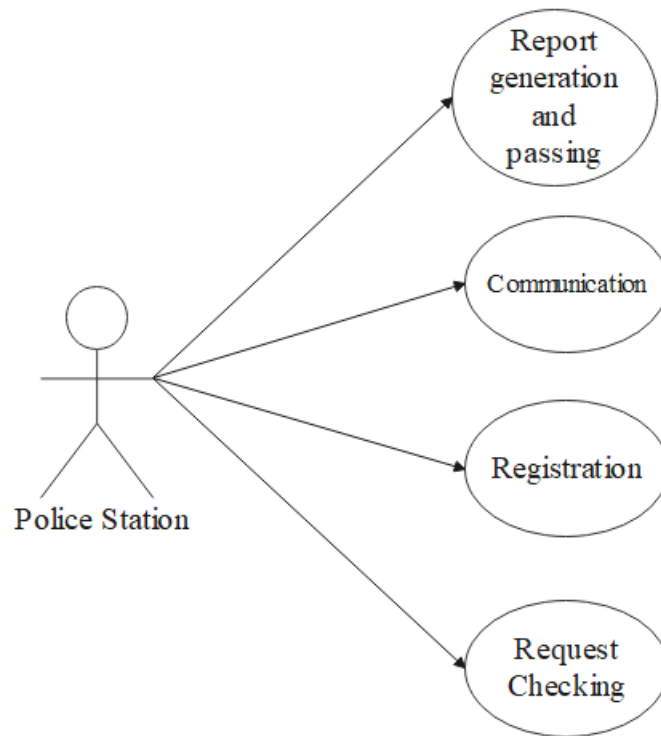 Report
generation
and
passing
Communication
Police Station
Registration
Request
Checking